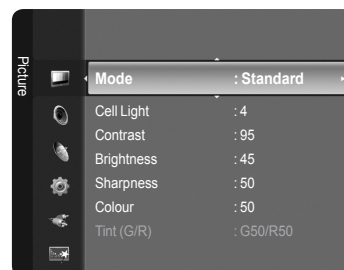 Picture
Mode : Standard
Cell Light : 4
Contrast : 95
Brightness : 45
Sharpness : 50
Colour : 50
Tint (G/R) : G50/R50